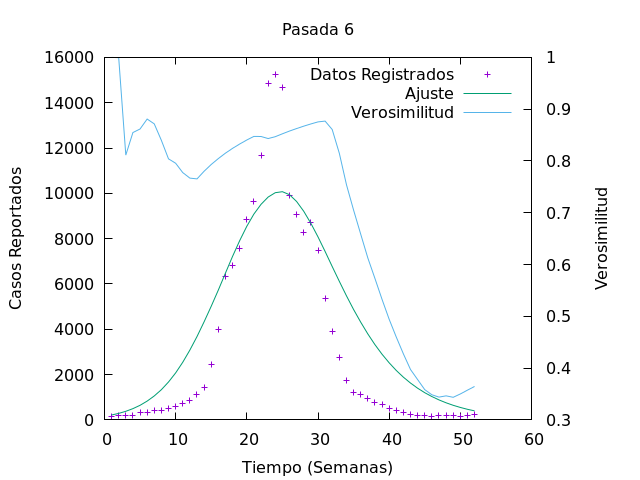 Pasada 6
Datos Registrados
Ajuste
Verosimilitud
16000
14000
12000
10000
8000
6000
4000
2000
0
1
0.9
0.8
0.7
0.6
0.5
0.4
0.3
Casos Reportados
Verosimilitud
0 10 20 30 40 50 60
Tiempo (Semanas)